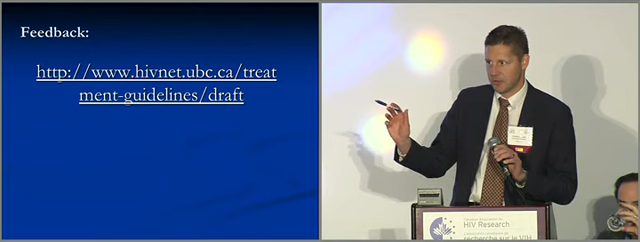 Feedback:
http://www.hivnet.ubc.ca/treat
ment-guidelines/draft
HIV Research
recherche sur le VIH